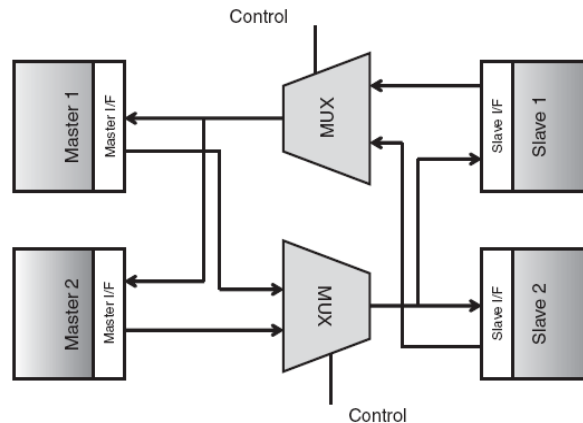 Control
Master 1
Master I/F
MUX
Slave I/F
Slave 1
Master 2
Master I/F
MUX
Slave I/F
Slave 2
Control